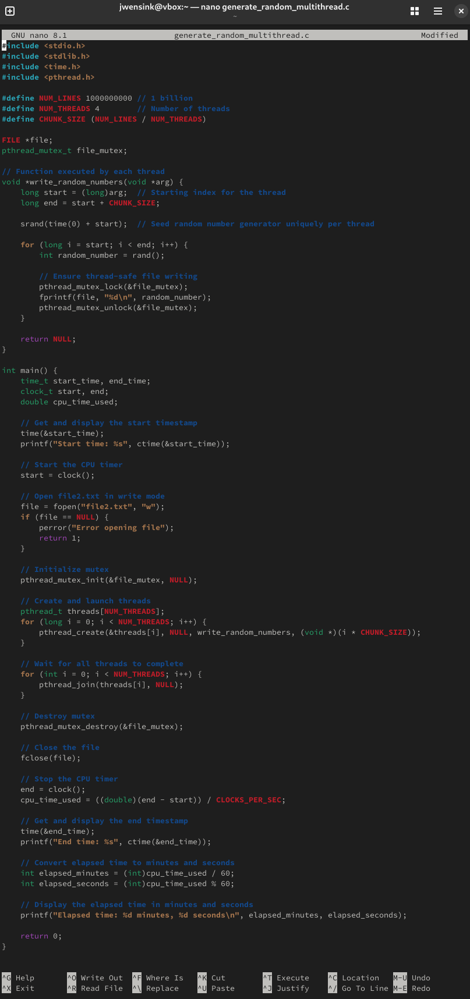 jwensink@vbox:~ — nano generate_random_multithread.c
~
GNU nano 8.1 generate_random_multithread.c Modified
#include <stdio.h>
#include <stdlib.h>
#include <time.h>
#include <pthread.h>

#define NUM_LINES 1000000000 // 1 billion
#define NUM_THREADS 4        // Number of threads
#define CHUNK_SIZE (NUM_LINES / NUM_THREADS)

FILE *file;
pthread_mutex_t file_mutex;

// Function executed by each thread
void *write_random_numbers(void *arg) {
    long start = (long)arg;  // Starting index for the thread
    long end = start + CHUNK_SIZE;

    srand(time(0) + start);  // Seed random number generator uniquely per thread

    for (long i = start; i < end; i++) {
        int random_number = rand();

        // Ensure thread-safe file writing
        pthread_mutex_lock(&file_mutex);
        fprintf(file, "%d\n", random_number);
        pthread_mutex_unlock(&file_mutex);
    }

    return NULL;
}

int main() {
    time_t start_time, end_time;
    clock_t start, end;
    double cpu_time_used;

    // Get and display the start timestamp
    time(&start_time);
    printf("Start time: %s", ctime(&start_time));

    // Start the CPU timer
    start = clock();

    // Open file2.txt in write mode
    file = fopen("file2.txt", "w");
    if (file == NULL) {
        perror("Error opening file");
        return 1;
    }

    // Initialize mutex
    pthread_mutex_init(&file_mutex, NULL);

    // Create and launch threads
    pthread_t threads[NUM_THREADS];
    for (long i = 0; i < NUM_THREADS; i++) {
        pthread_create(&threads[i], NULL, write_random_numbers, (void *)(i * CHUNK_SIZE));
    }

    // Wait for all threads to complete
    for (int i = 0; i < NUM_THREADS; i++) {
        pthread_join(threads[i], NULL);
    }

    // Destroy mutex
    pthread_mutex_destroy(&file_mutex);

    // Close the file
    fclose(file);

    // Stop the CPU timer
    end = clock();
    cpu_time_used = ((double)(end - start)) / CLOCKS_PER_SEC;

    // Get and display the end timestamp
    time(&end_time);
    printf("End time: %s", ctime(&end_time));

    // Convert elapsed time to minutes and seconds
    int elapsed_minutes = (int)cpu_time_used / 60;
    int elapsed_seconds = (int)cpu_time_used % 60;

    // Display the elapsed time in minutes and seconds
    printf("Elapsed time: %d minutes, %d seconds\n", elapsed_minutes, elapsed_seconds);

    return 0;
}

^G Help ^O Write Out ^F Where Is ^K Cut ^T Execute ^C Location M-U Undo
^X Exit ^R Read File ^\ Replace ^U Paste ^J Justify ^/ Go To Line M-E Redo